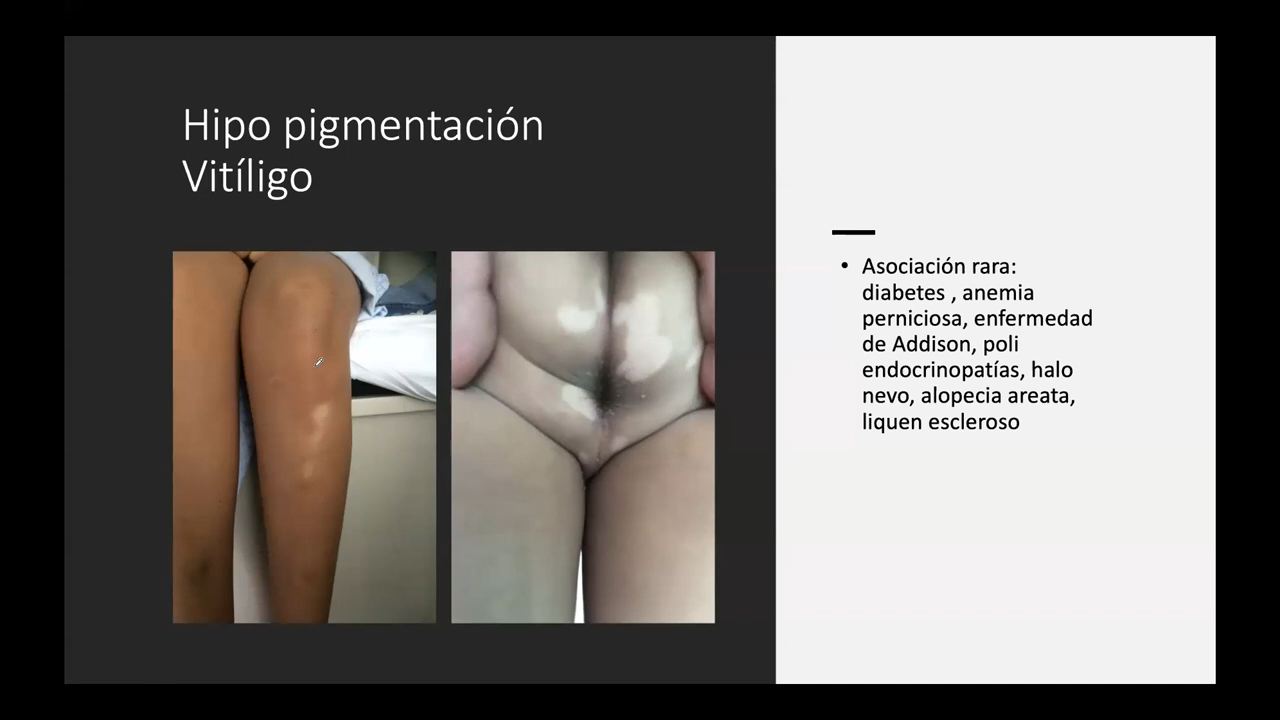 Hipo pigmentación
Vitíligo
• Asociación rara:
diabetes , anemia
perniciosa, enfermedad
de Addison, poli
endocrinopatías, halo
nevo, alopecia areata,
liquen escleroso